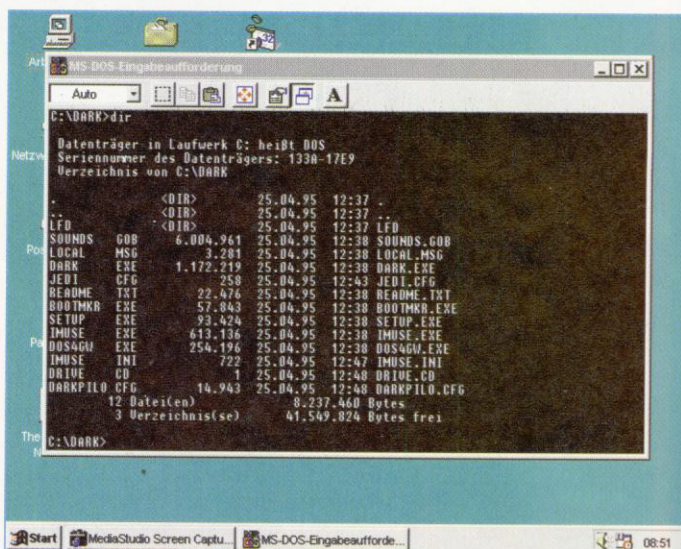 Art
MS-DOS-Eingabeaufforderung
Auto
A
C:\DARK>dir
Datenträger in Laufwerk C: heißt DOS
Seriennummer des Datenträgers: 133A-17E9
Verzeichnis von C:\DARK
. <DIR> 25.04.95 12:37 .
.. <DIR> 25.04.95 12:37 ..
LFD <DIR> 25.04.95 12:37 LFD
SOUNDS GOB 6.004.961 25.04.95 12:38 SOUNDS.GOB
LOCAL MSG 3.281 25.04.95 12:38 LOCAL.MSG
DARK EXE 1.172.219 25.04.95 12:38 DARK.EXE
JEDI CFG 258 25.04.95 12:43 JEDI.CFG
README TXT 22.476 25.04.95 12:38 README.TXT
BOOTMKR EXE 57.843 25.04.95 12:38 BOOTMKR.EXE
SETUP EXE 93.424 25.04.95 12:38 SETUP.EXE
IMUSE EXE 613.136 25.04.95 12:38 IMUSE.EXE
DOS4GW EXE 254.196 25.04.95 12:38 DOS4GW.EXE
IMUSE INI 722 25.04.95 12:47 IMUSE.INI
DRIVE CD 1 25.04.95 12:48 DRIVE.CD
DARKPILO CFG 14.943 25.04.95 12:48 DARKPILO.CFG
12 Datei(en) 8.237.460 Bytes
3 Verzeichnis(se) 41.549.824 Bytes frei
C:\DARK>
Netzw
Pos
Pa
The
N
Start
MediaStudio Screen Captu...
MS-DOS-Eingabeaufforde...
08:51